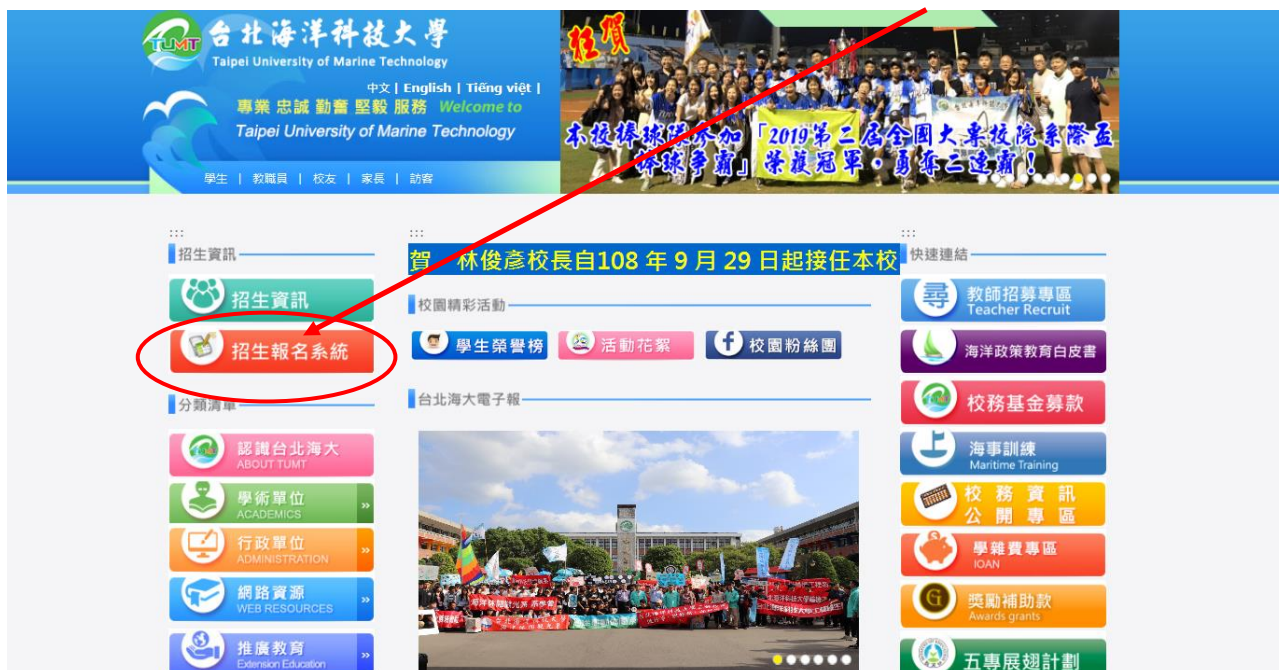 TUMT 台北海洋科技大學
Taipei University of Marine Technology
中文 | English | Tiếng việt |
專業 忠誠 勤奮 堅毅 服務 Welcome to
Taipei University of Marine Technology
學生 | 教職員 | 校友 | 家長 | 訪客
狂賀
本校棒球隊參加「2019第二屆全國大專校院系際盃
棒球爭霸」榮獲冠軍，勇奪二連霸！
:::
招生資訊
招生資訊
招生報名系統
分類清單
認識台北海大
ABOUT TUMT
學術單位
ACADEMICS
行政單位
ADMINISTRATION
網路資源
WEB RESOURCES
推廣教育
Extension Education
:::
賀 林俊彥校長自108 年 9 月 29 日起接任本校
校園精彩活動
學生榮譽榜
活動花絮
校園粉絲團
台北海大電子報
:::
快速連結
尋 教師招募專區
Teacher Recruit
海洋政策教育白皮書
校務基金募款
海事訓練
Maritime Training
校務資訊
公開專區
學雜費專區
lOAN
獎勵補助款
Awards grants
五專展翅計劃